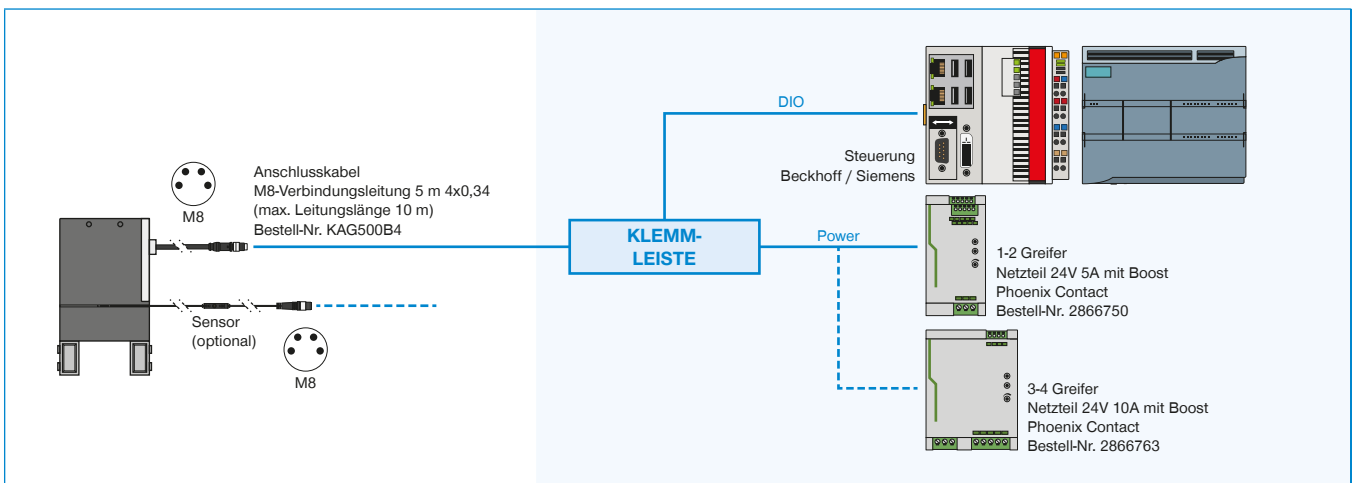 DIO
Steuerung
Beckhoff / Siemens
Anschlusskabel
M8-Verbindungsleitung 5 m 4x0,34
(max. Leitungslänge 10 m)
Bestell-Nr. KAG500B4
M8
KLEMM-
LEISTE
Power
1-2 Greifer
Netzteil 24V 5A mit Boost
Phoenix Contact
Bestell-Nr. 2866750
Sensor
(optional)
M8
3-4 Greifer
Netzteil 24V 10A mit Boost
Phoenix Contact
Bestell-Nr. 2866763